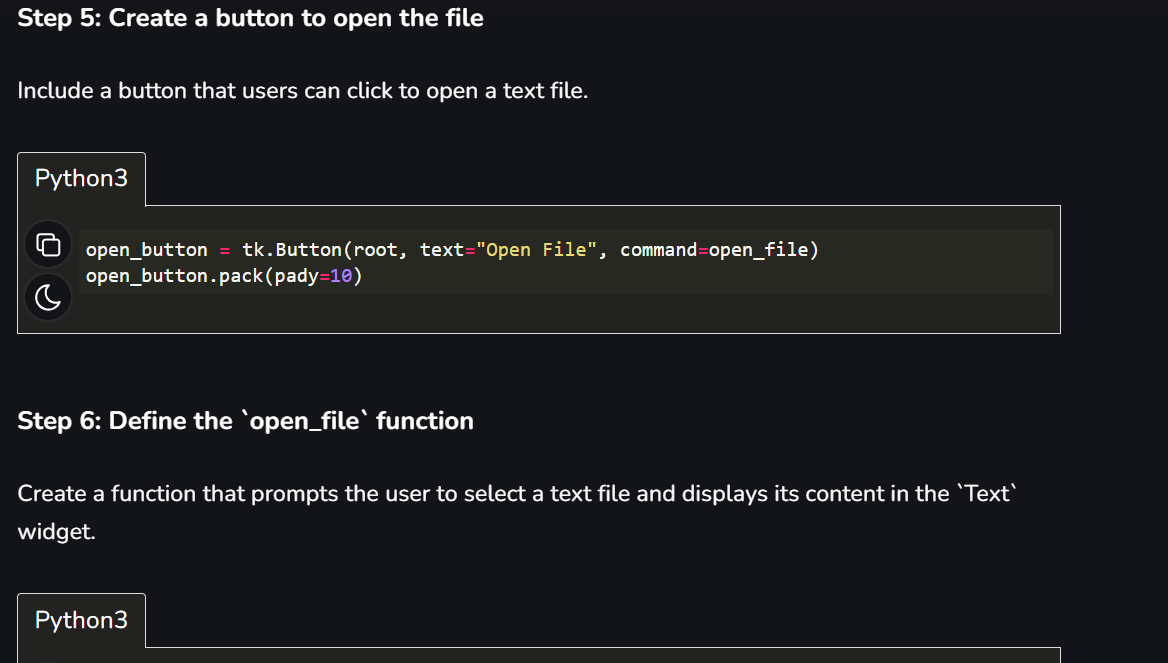 Step 5: Create a button to open the file
Include a button that users can click to open a text file.
Python3
open_button = tk.Button(root, text="Open File", command=open_file)
open_button.pack(pady=10)
Step 6: Define the `open_file` function
Create a function that prompts the user to select a text file and displays its content in the `Text`
widget.
Python3